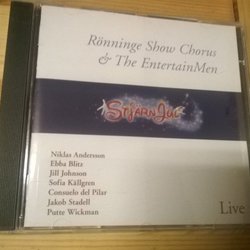 Rönninge Show Chorus
& The EntertainMen
StjärnJul
Niklas Andersson
Ebba Blitz
Jill Johnson
Sofia Källgren
Consuelo del Pilar
Jakob Stadell
Putte Wickman
Live